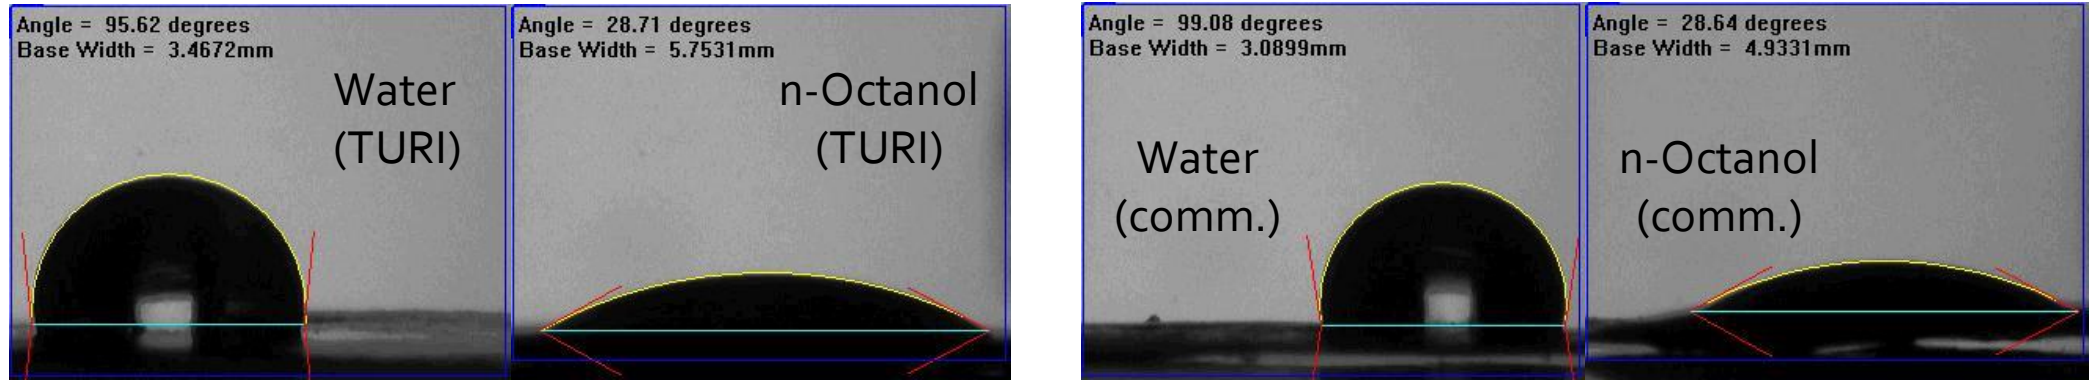 Angle = 95.62 degrees
Base Width = 3.4672mm
Water
(TURI)
Angle = 28.71 degrees
Base Width = 5.7531mm
n-Octanol
(TURI)
Angle = 99.08 degrees
Base Width = 3.0899mm
Water
(comm.)
Angle = 28.64 degrees
Base Width = 4.9331mm
n-Octanol
(comm.)